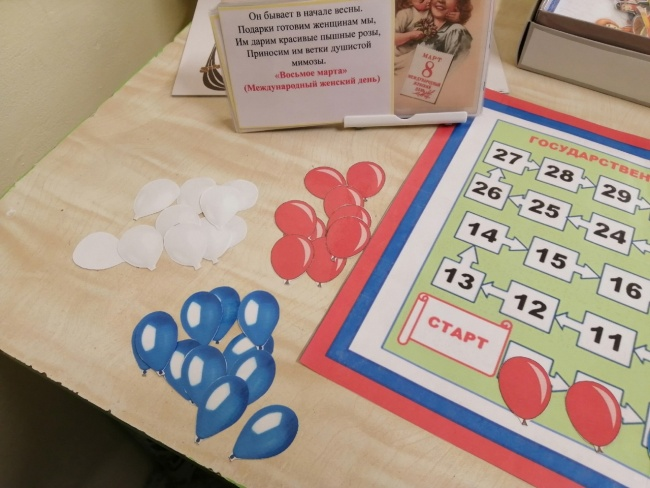 Он бывает в начале весны.
Подарки готовим женщинам мы,
Им дарим красивые пышные розы,
Приносим им ветки душистой
мимозы.
«Восьмое марта»
(Международный женский день)
МАРТ
8
ГОСУДАРСТВЕН
27 28 29
26 25 24
14 15 16
13 12 11
СТАРТ